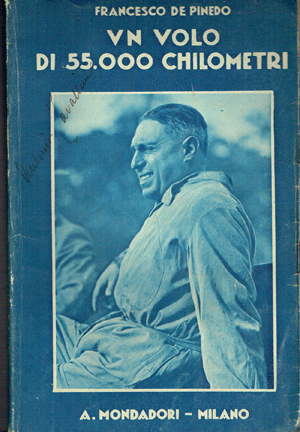 FRANCESCO DE PINEDO
VN VOLO
DI 55.000 CHILOMETRI
A. MONDADORI - MILANO